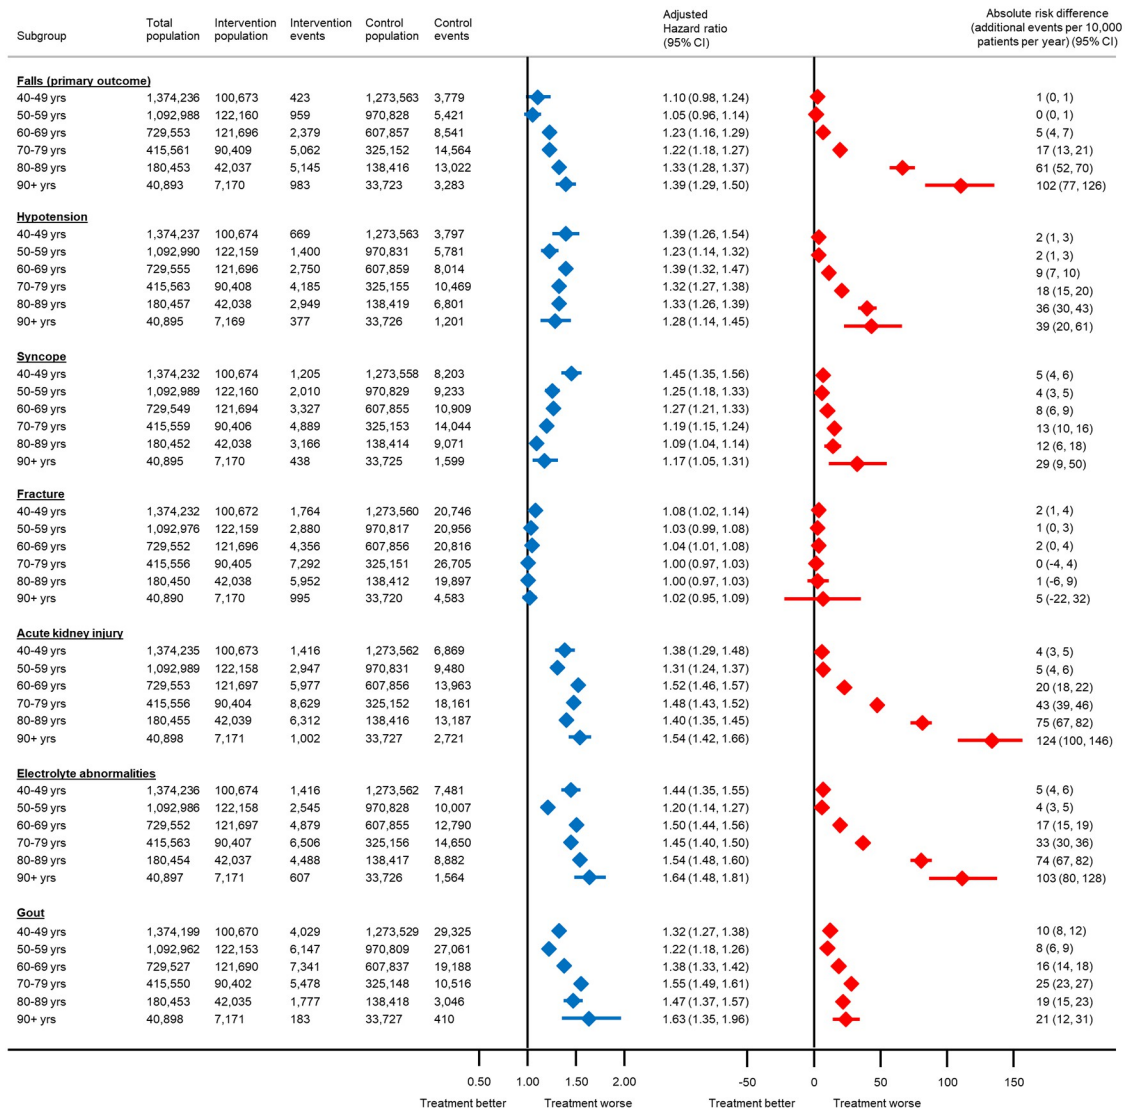 Subgroup Total population Intervention population Intervention events Control population Control events Adjusted Hazard ratio (95% CI) Absolute risk difference (additional events per 10,000 patients per year) (95% CI)
Falls (primary outcome)
40-49 yrs 1,374,236 100,673 423 1,273,563 3,779 1.10 (0.98, 1.24) 1 (0, 1)
50-59 yrs 1,092,988 122,160 959 970,828 5,421 1.05 (0.96, 1.14) 0 (0, 1)
60-69 yrs 729,553 121,696 2,379 607,857 8,541 1.23 (1.16, 1.29) 5 (4, 7)
70-79 yrs 415,561 90,409 5,062 325,152 14,564 1.22 (1.18, 1.27) 17 (13, 21)
80-89 yrs 180,453 42,037 5,145 138,416 13,022 1.33 (1.28, 1.37) 61 (52, 70)
90+ yrs 40,893 7,170 983 33,723 3,283 1.39 (1.29, 1.50) 102 (77, 126)
Hypotension
40-49 yrs 1,374,237 100,674 669 1,273,563 3,797 1.39 (1.26, 1.54) 2 (1, 3)
50-59 yrs 1,092,990 122,159 1,400 970,831 5,781 1.23 (1.14, 1.32) 2 (1, 3)
60-69 yrs 729,555 121,696 2,750 607,859 8,014 1.39 (1.32, 1.47) 9 (7, 10)
70-79 yrs 415,563 90,408 4,185 325,155 10,469 1.32 (1.27, 1.38) 18 (15, 20)
80-89 yrs 180,457 42,038 2,949 138,419 6,801 1.33 (1.26, 1.39) 36 (30, 43)
90+ yrs 40,895 7,169 377 33,726 1,201 1.28 (1.14, 1.45) 39 (20, 61)
Syncope
40-49 yrs 1,374,232 100,674 1,205 1,273,558 8,203 1.45 (1.35, 1.56) 5 (4, 6)
50-59 yrs 1,092,989 122,160 2,010 970,829 9,233 1.25 (1.18, 1.33) 4 (3, 5)
60-69 yrs 729,549 121,694 3,327 607,855 10,909 1.27 (1.21, 1.33) 8 (6, 9)
70-79 yrs 415,559 90,406 4,889 325,153 14,044 1.19 (1.15, 1.24) 13 (10, 16)
80-89 yrs 180,452 42,038 3,166 138,414 9,071 1.09 (1.04, 1.14) 12 (6, 18)
90+ yrs 40,895 7,170 438 33,725 1,599 1.17 (1.05, 1.31) 29 (9, 50)
Fracture
40-49 yrs 1,374,232 100,672 1,764 1,273,560 20,746 1.08 (1.02, 1.14) 2 (1, 4)
50-59 yrs 1,092,976 122,159 2,880 970,817 20,956 1.03 (0.99, 1.08) 1 (0, 3)
60-69 yrs 729,552 121,696 4,356 607,856 20,816 1.04 (1.01, 1.08) 2 (0, 4)
70-79 yrs 415,556 90,405 7,292 325,151 26,705 1.00 (0.97, 1.03) 0 (-4, 4)
80-89 yrs 180,450 42,038 5,952 138,412 19,897 1.00 (0.97, 1.03) 1 (-6, 9)
90+ yrs 40,890 7,170 995 33,720 4,583 1.02 (0.95, 1.09) 5 (-22, 32)
Acute kidney injury
40-49 yrs 1,374,235 100,673 1,416 1,273,562 6,869 1.38 (1.29, 1.48) 4 (3, 5)
50-59 yrs 1,092,989 122,158 2,947 970,831 9,480 1.31 (1.24, 1.37) 5 (4, 6)
60-69 yrs 729,553 121,697 5,977 607,856 13,963 1.52 (1.46, 1.57) 20 (18, 22)
70-79 yrs 415,556 90,404 8,629 325,152 18,161 1.48 (1.43, 1.52) 43 (39, 46)
80-89 yrs 180,455 42,039 6,312 138,416 13,187 1.40 (1.35, 1.45) 75 (67, 82)
90+ yrs 40,898 7,171 1,002 33,727 2,721 1.54 (1.42, 1.66) 124 (100, 146)
Electrolyte abnormalities
40-49 yrs 1,374,236 100,674 1,416 1,273,562 7,481 1.44 (1.35, 1.55) 5 (4, 6)
50-59 yrs 1,092,986 122,158 2,545 970,828 10,007 1.20 (1.14, 1.27) 4 (3, 5)
60-69 yrs 729,552 121,697 4,879 607,855 12,790 1.50 (1.44, 1.56) 17 (15, 19)
70-79 yrs 415,563 90,407 6,506 325,156 14,650 1.45 (1.40, 1.50) 33 (30, 36)
80-89 yrs 180,454 42,037 4,488 138,417 8,882 1.54 (1.48, 1.60) 74 (67, 82)
90+ yrs 40,897 7,171 607 33,726 1,564 1.64 (1.48, 1.81) 103 (80, 128)
Gout
40-49 yrs 1,374,199 100,670 4,029 1,273,529 29,325 1.32 (1.27, 1.38) 10 (8, 12)
50-59 yrs 1,092,962 122,153 6,147 970,809 27,061 1.22 (1.18, 1.26) 8 (6, 9)
60-69 yrs 729,527 121,690 7,341 607,837 19,188 1.38 (1.33, 1.42) 16 (14, 18)
70-79 yrs 415,550 90,402 5,478 325,148 10,516 1.55 (1.49, 1.61) 25 (23, 27)
80-89 yrs 180,453 42,035 1,777 138,418 3,046 1.47 (1.37, 1.57) 19 (15, 23)
90+ yrs 40,898 7,171 183 33,727 410 1.63 (1.35, 1.96) 21 (12, 31)
0.50 1.00 1.50 2.00 -50 0 50 100 150
Treatment better Treatment worse Treatment better Treatment worse